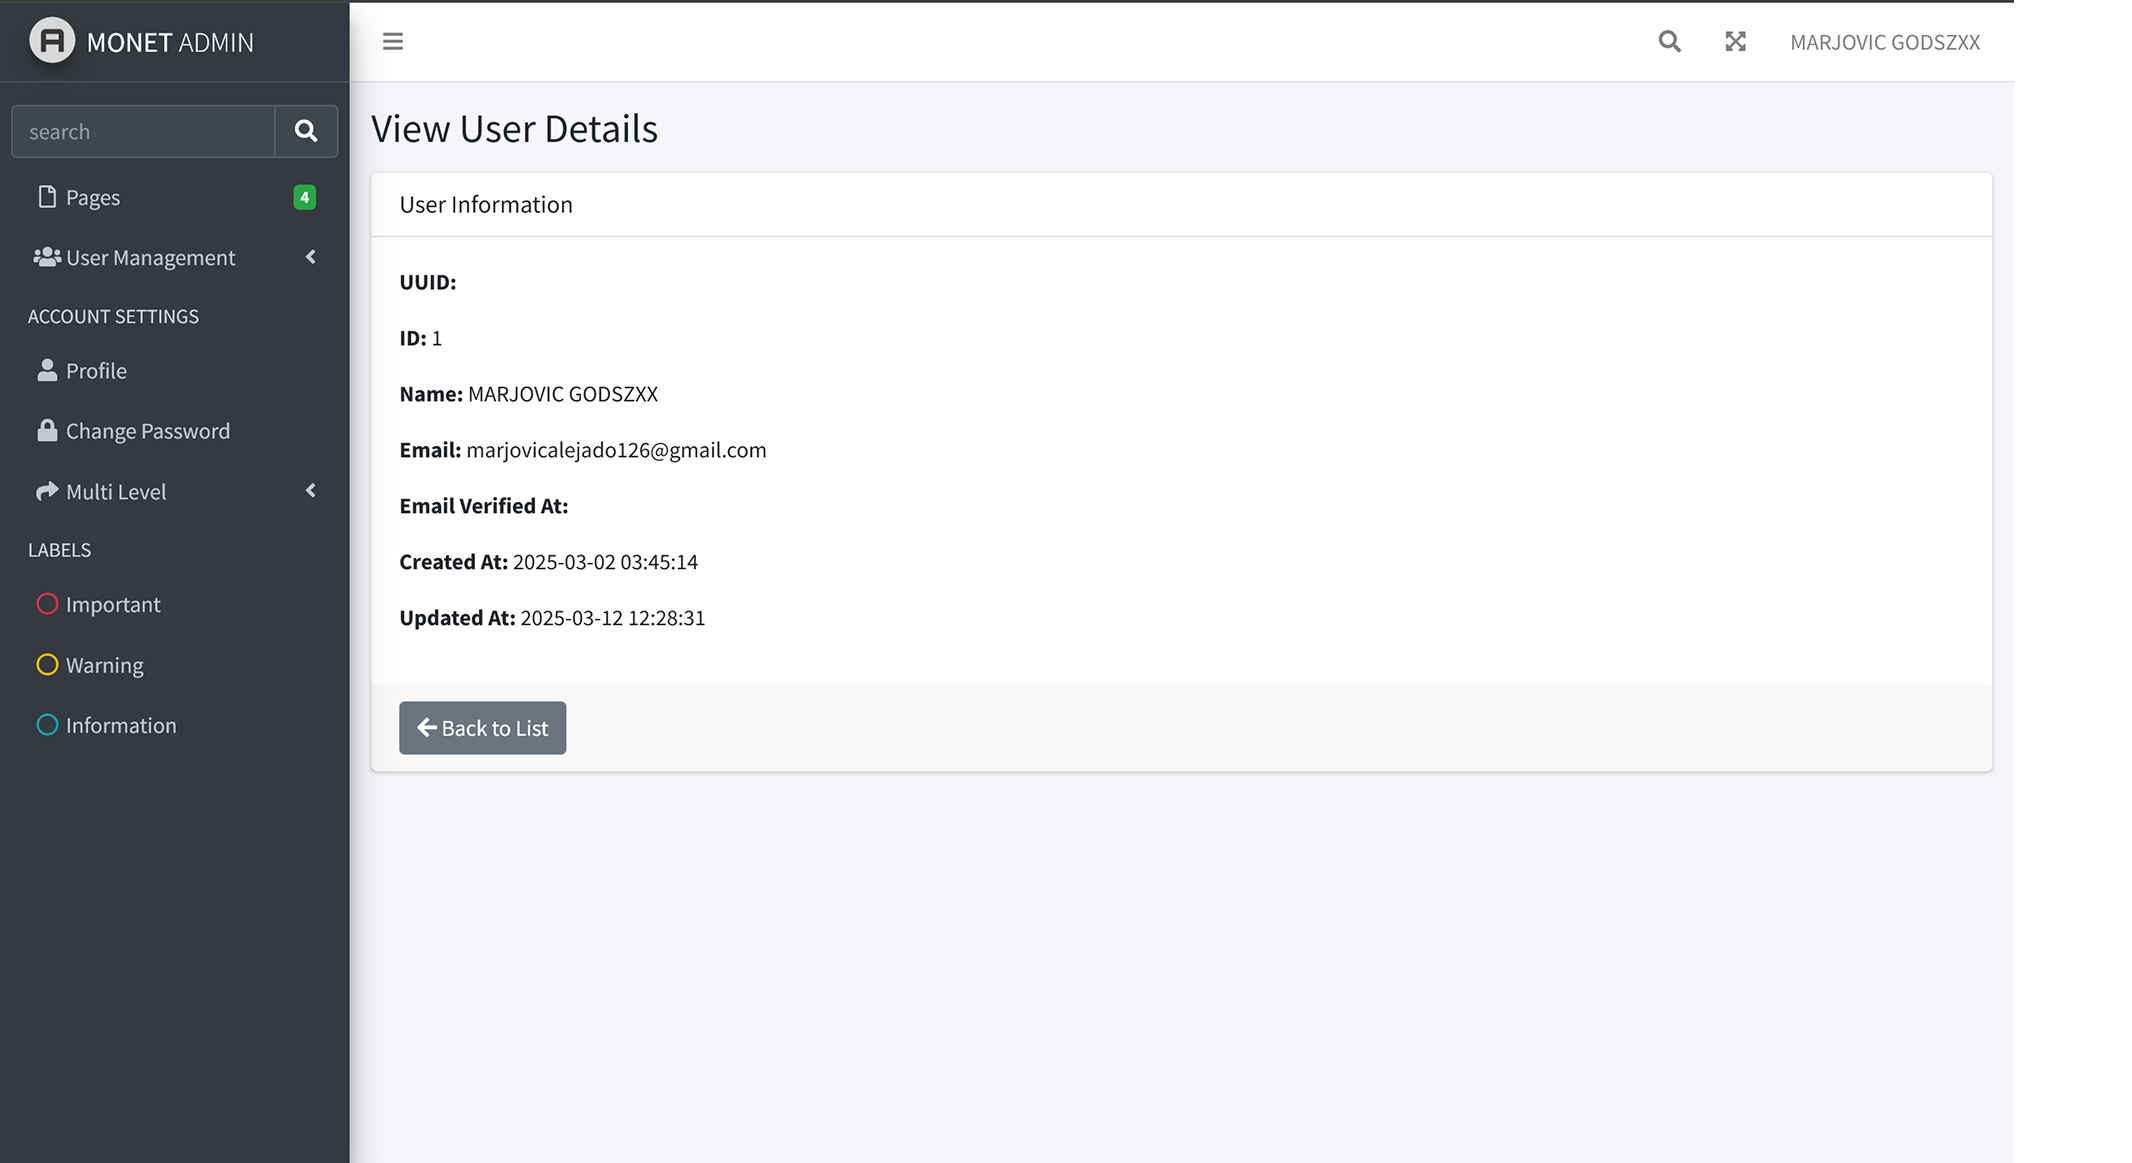 MONET ADMIN
MARJOVIC GODSZXX
search
Pages
4
User Management
ACCOUNT SETTINGS
Profile
Change Password
Multi Level
LABELS
Important
Warning
Information
View User Details
User Information
UUID:
ID: 1
Name: MARJOVIC GODSZXX
Email: marjovicalejado126@gmail.com
Email Verified At:
Created At: 2025-03-02 03:45:14
Updated At: 2025-03-12 12:28:31
Back to List